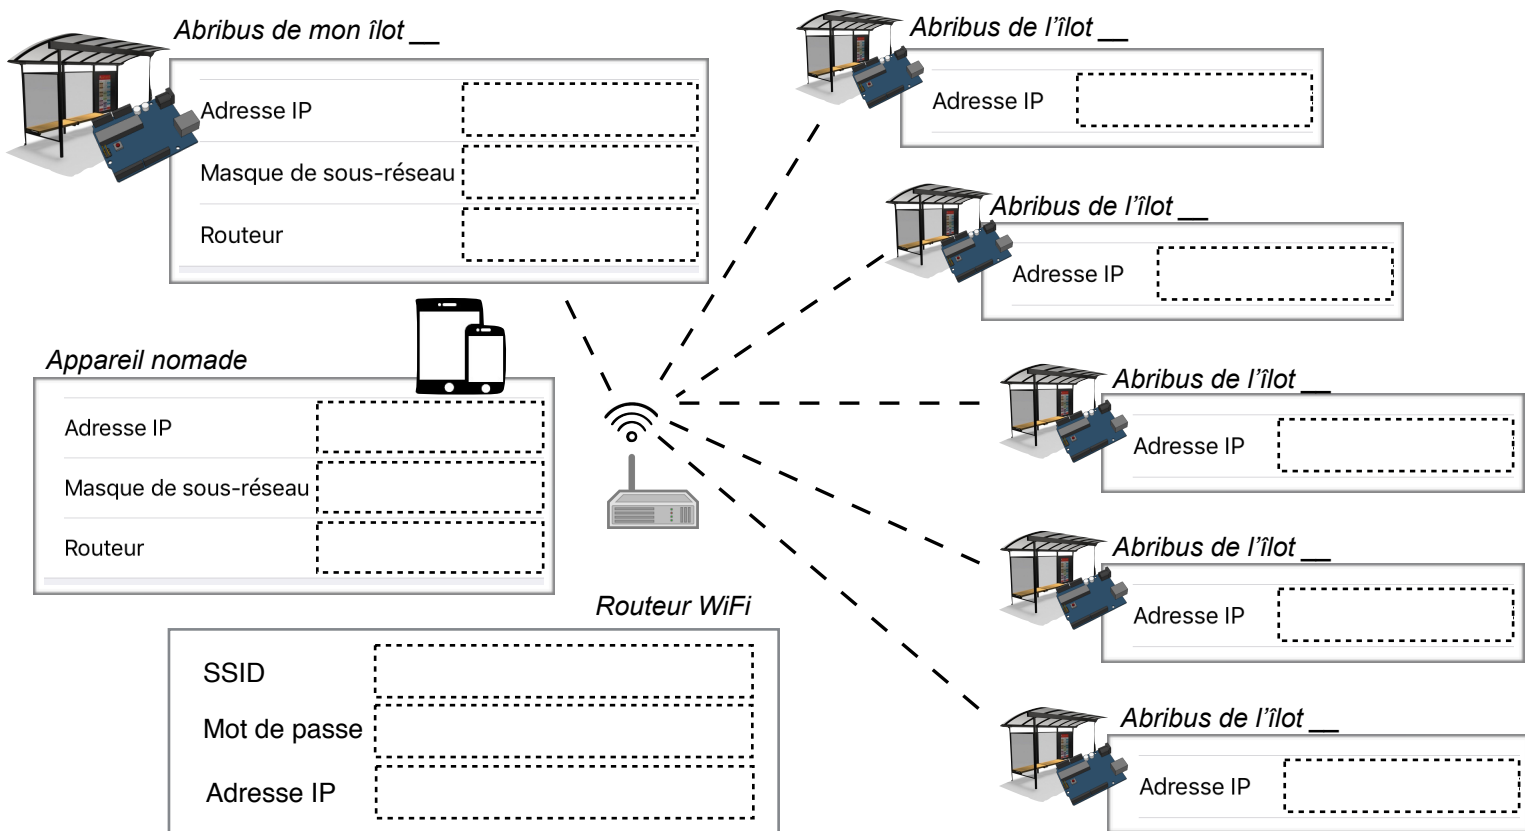 Abribus de mon îlot __
Adresse IP
Masque de sous-réseau
Routeur
Appareil nomade
Adresse IP
Masque de sous-réseau
Routeur
Routeur WiFi
SSID
Mot de passe
Adresse IP
Abribus de l'îlot __
Adresse IP
Abribus de l'îlot __
Adresse IP
Abribus de l'îlot __
Adresse IP
Abribus de l'îlot __
Adresse IP
Abribus de l'îlot __
Adresse IP